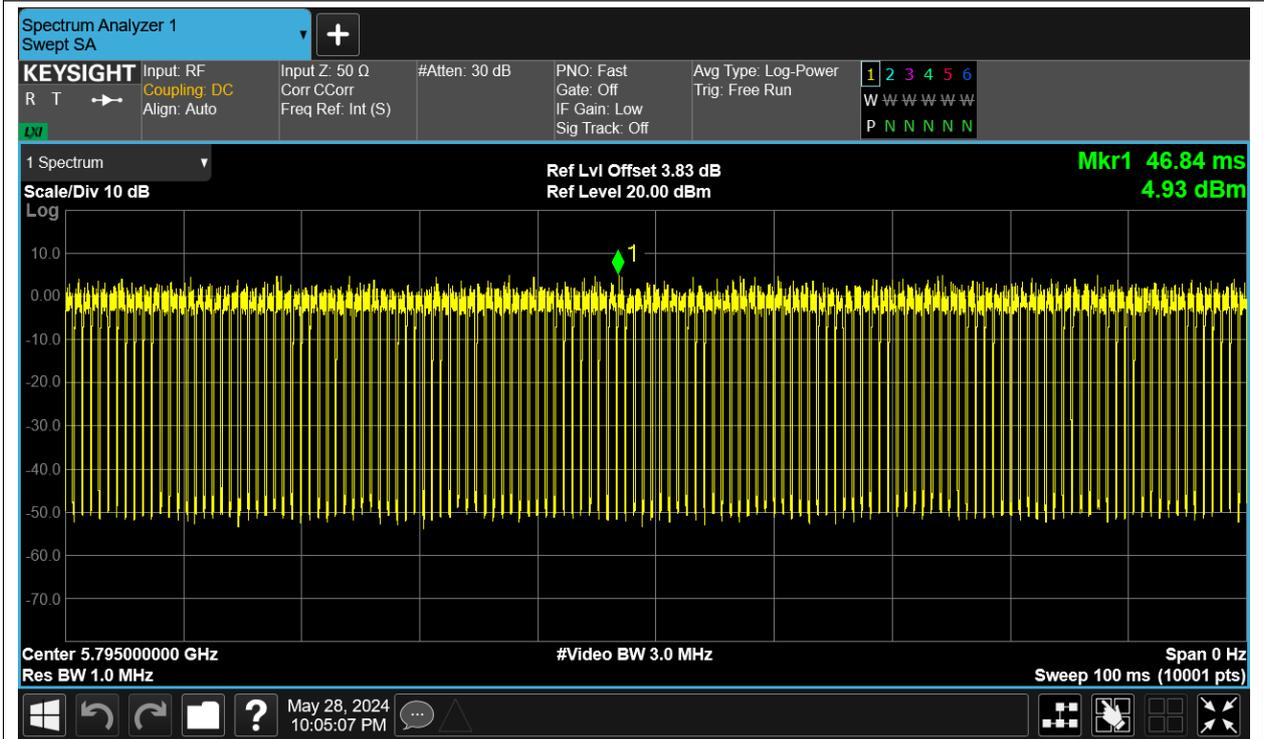 Spectrum Analyzer 1
Swept SA
+
KEYSIGHT
R T
LXI
Input: RF
Coupling: DC
Align: Auto
Input Z: 50 Ω
Corr CCorr
Freq Ref: Int (S)
#Atten: 30 dB
PNO: Fast
Gate: Off
IF Gain: Low
Sig Track: Off
Avg Type: Log-Power
Trig: Free Run
1 2 3 4 5 6
W W W W W W
P N N N N N
1 Spectrum
Scale/Div 10 dB
Log
Ref Lvl Offset 3.83 dB
Ref Level 20.00 dBm
Mkr1 46.84 ms
4.93 dBm
1
10.0
0.00
-10.0
-20.0
-30.0
-40.0
-50.0
-60.0
-70.0
Center 5.795000000 GHz
Res BW 1.0 MHz
#Video BW 3.0 MHz
Span 0 Hz
Sweep 100 ms (10001 pts)
?
May 28, 2024
10:05:07 PM